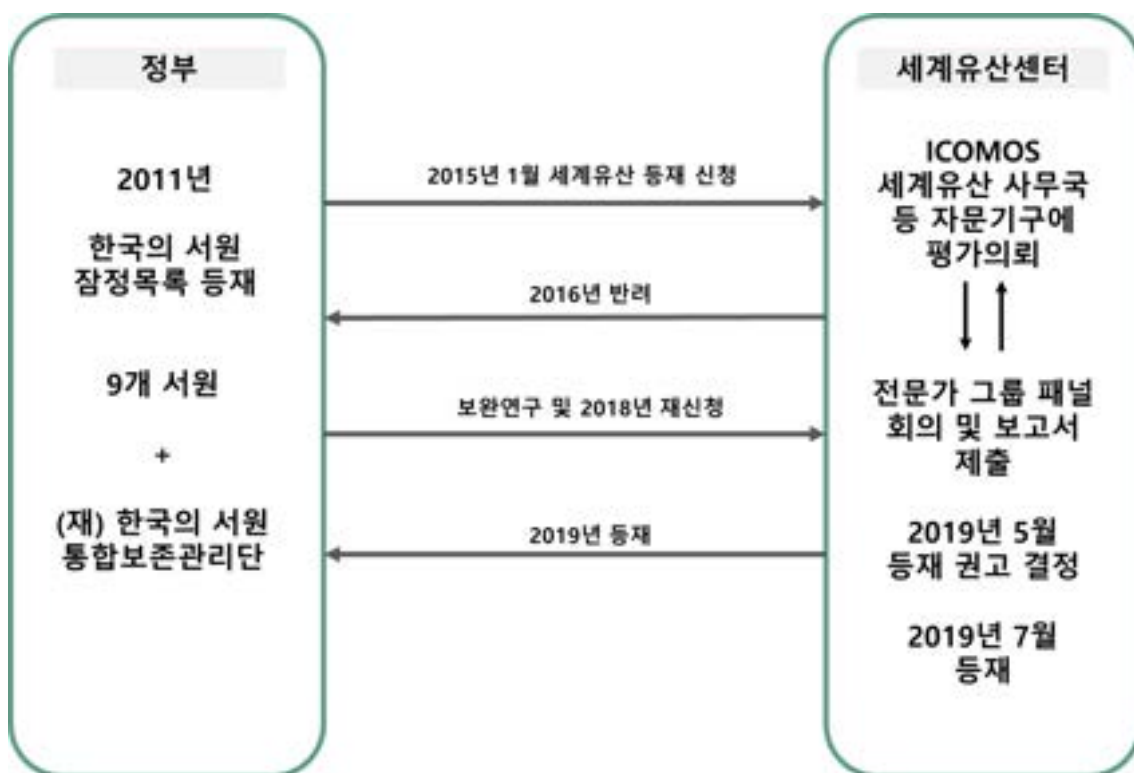 정부
2011년
한국의 서원
잠정목록 등재
9개 서원
+
(재) 한국의 서원
통합보존관리단
2015년 1월 세계유산 등재 신청
2016년 반려
보완연구 및 2018년 재신청
2019년 등재
세계유산센터
ICOMOS
세계유산 사무국
등 자문기구에
평가의뢰
전문가 그룹 패널
회의 및 보고서
제출
2019년 5월
등재 권고 결정
2019년 7월
등재